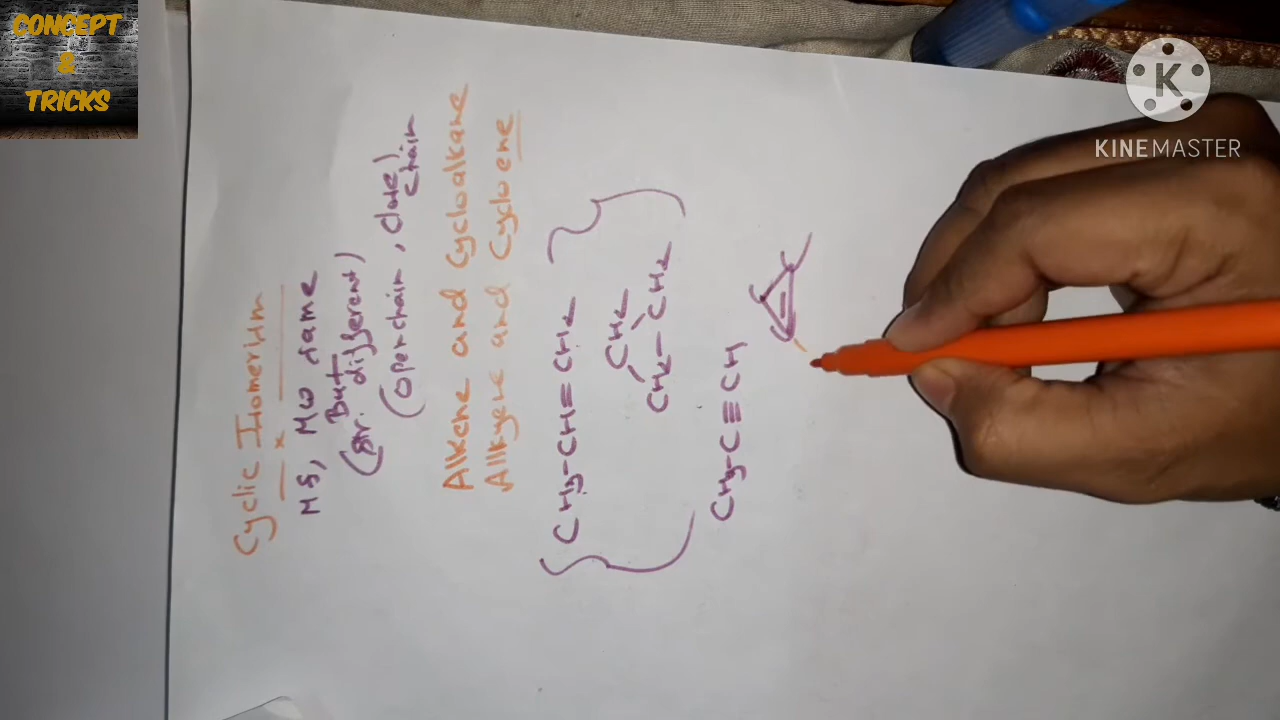 CONCEPT
&
TRICKS
KINEMASTER
Cyclic Isomerism
x
MS, MW same
But
(Str. different)
(open chain, close)
chain
Alkene and Cycloalkane
Alkyene and Cycloene
CH3-CH=CH2
CH2
CH2-CH2
CH3-C≡CH
C
C